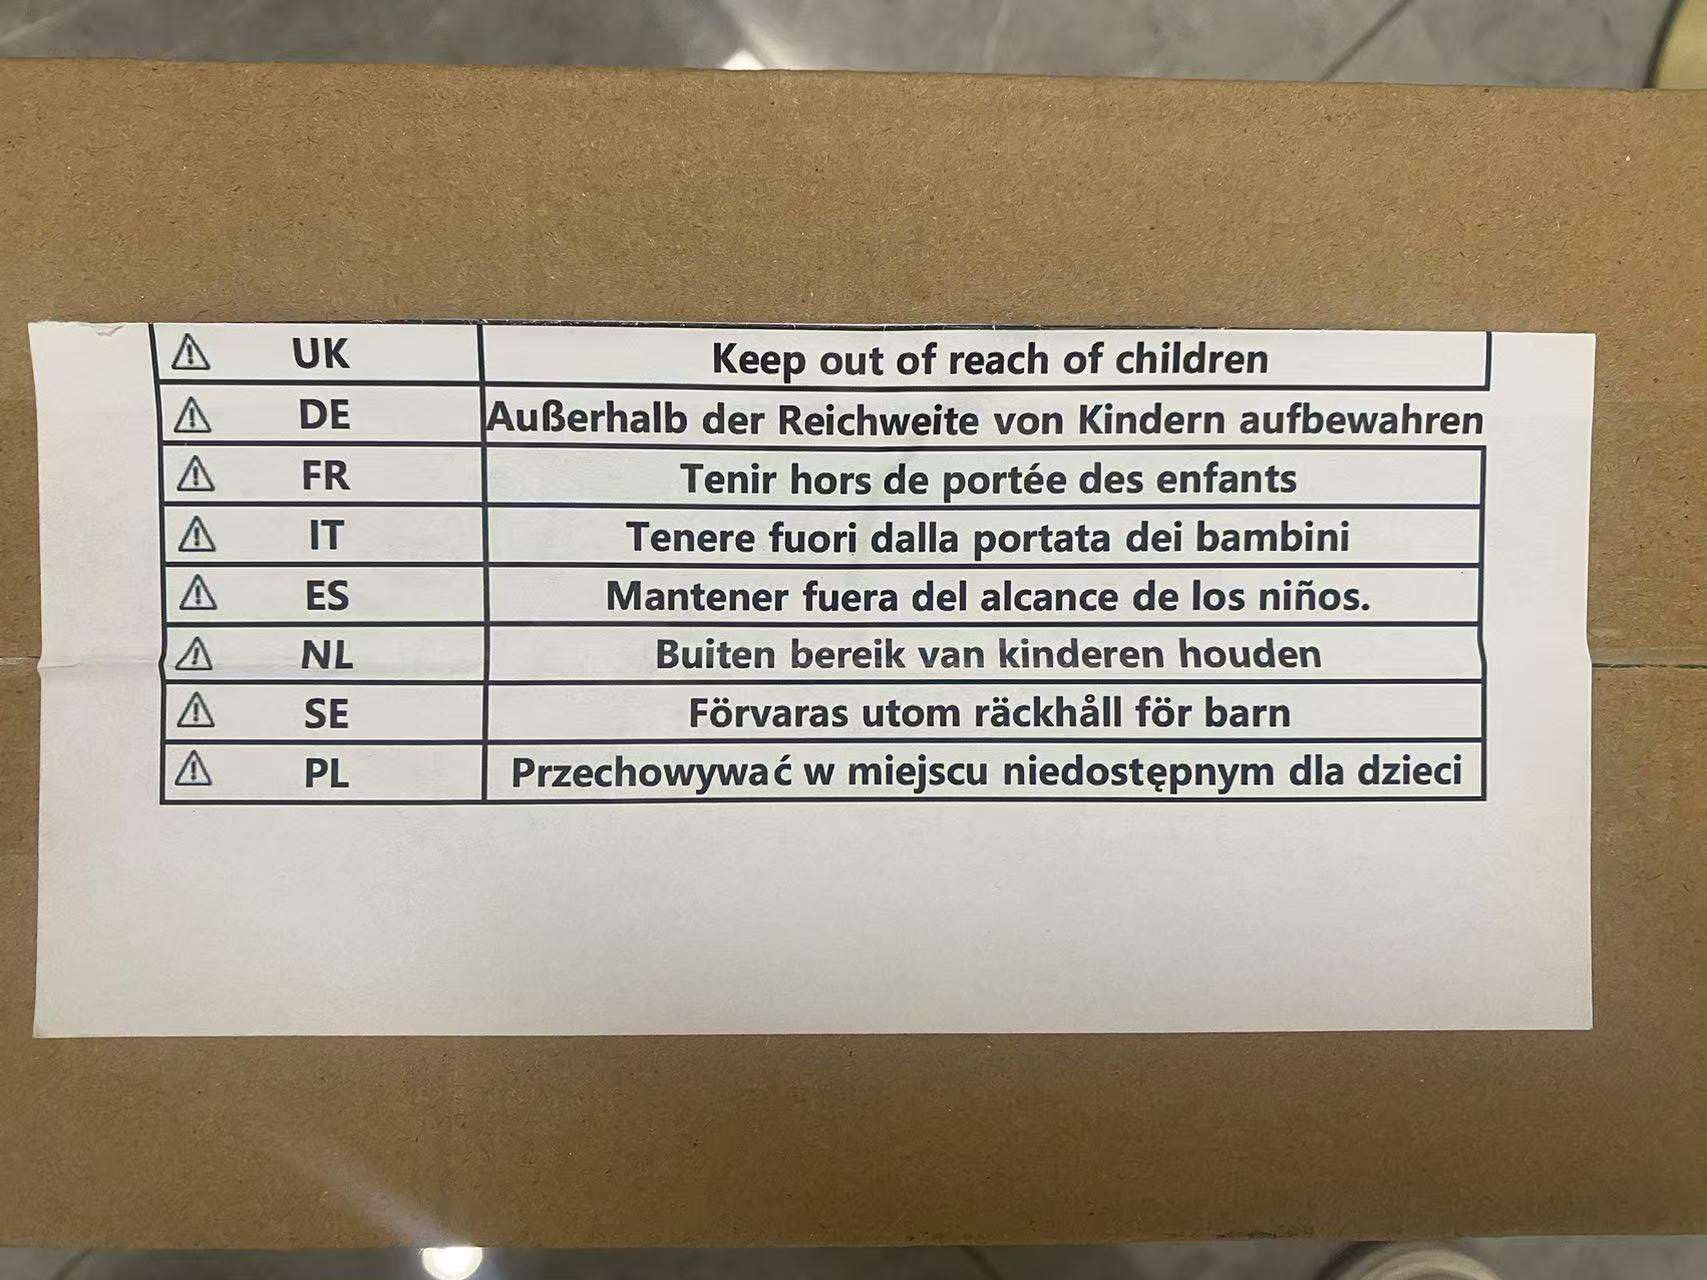 ⚠ UK Keep out of reach of children
⚠ DE Außerhalb der Reichweite von Kindern aufbewahren
⚠ FR Tenir hors de portée des enfants
⚠ IT Tenere fuori dalla portata dei bambini
⚠ ES Mantener fuera del alcance de los niños.
⚠ NL Buiten bereik van kinderen houden
⚠ SE Förvaras utom räckhåll för barn
⚠ PL Przechowywać w miejscu niedostępnym dla dzieci